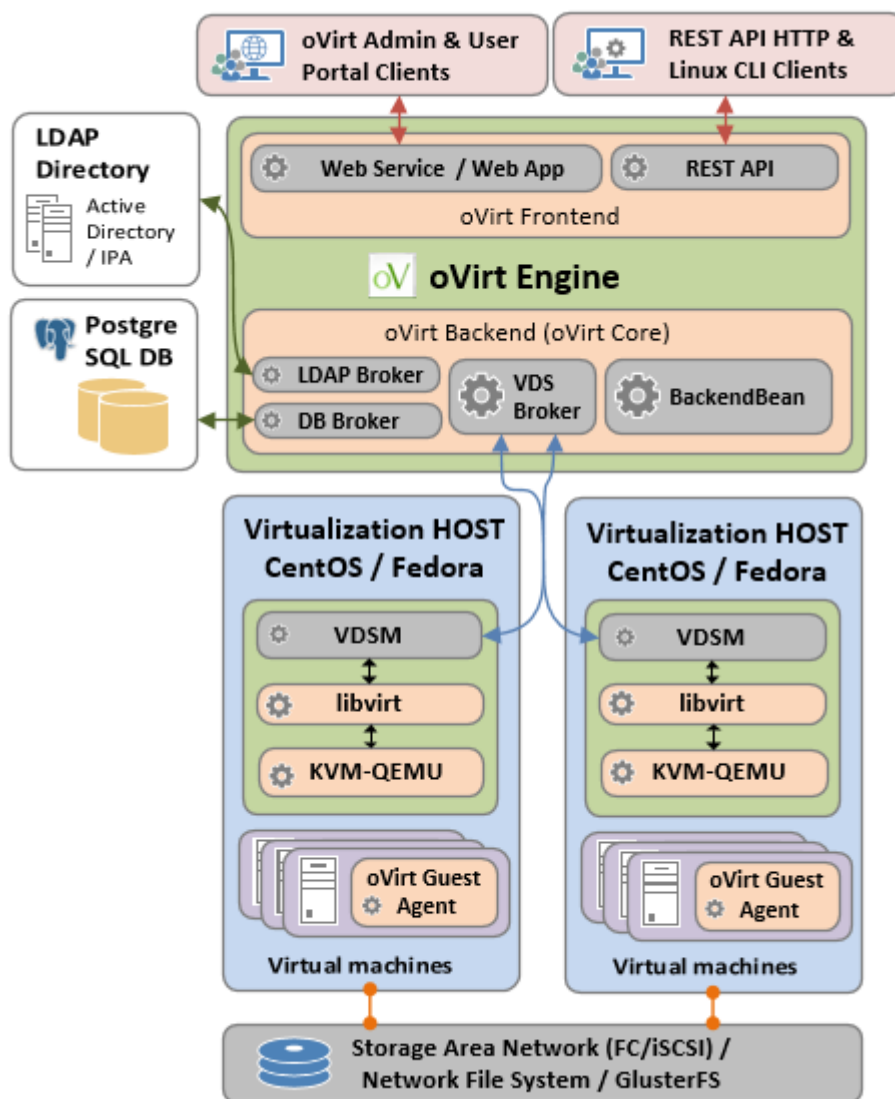 oVirt Admin & User
Portal Clients
REST API HTTP &
Linux CLI Clients
LDAP
Directory
Active
Directory
/ IPA
Web Service / Web App
REST API
oVirt Frontend
oV oVirt Engine
Postgre
SQL DB
oVirt Backend (oVirt Core)
LDAP Broker
DB Broker
VDS
Broker
BackendBean
Virtualization HOST
CentOS / Fedora
VDSM
libvirt
KVM-QEMU
oVirt Guest
Agent
Virtual machines
Virtualization HOST
CentOS / Fedora
VDSM
libvirt
KVM-QEMU
oVirt Guest
Agent
Virtual machines
Storage Area Network (FC/iSCSI) /
Network File System / GlusterFS